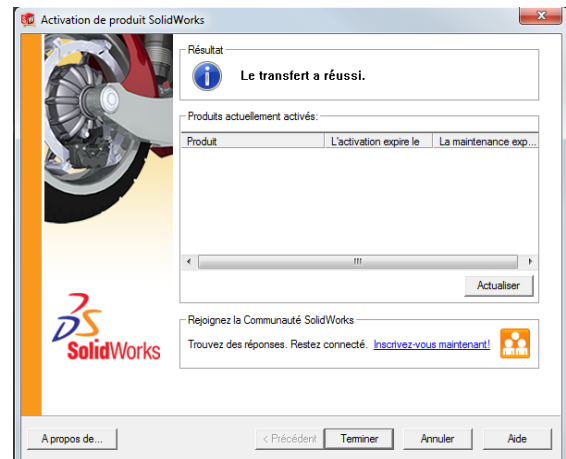 Activation de produit SolidWorks
Résultat
Le transfert a réussi.
Produits actuellement activés:
Produit L'activation expire le La maintenance exp...
Actualiser
Rejoignez la Communauté SolidWorks
Trouvez des réponses. Restez connecté. Inscrivez-vous maintenant!
SolidWorks
A propos de... < Précédent Terminer Annuler Aide